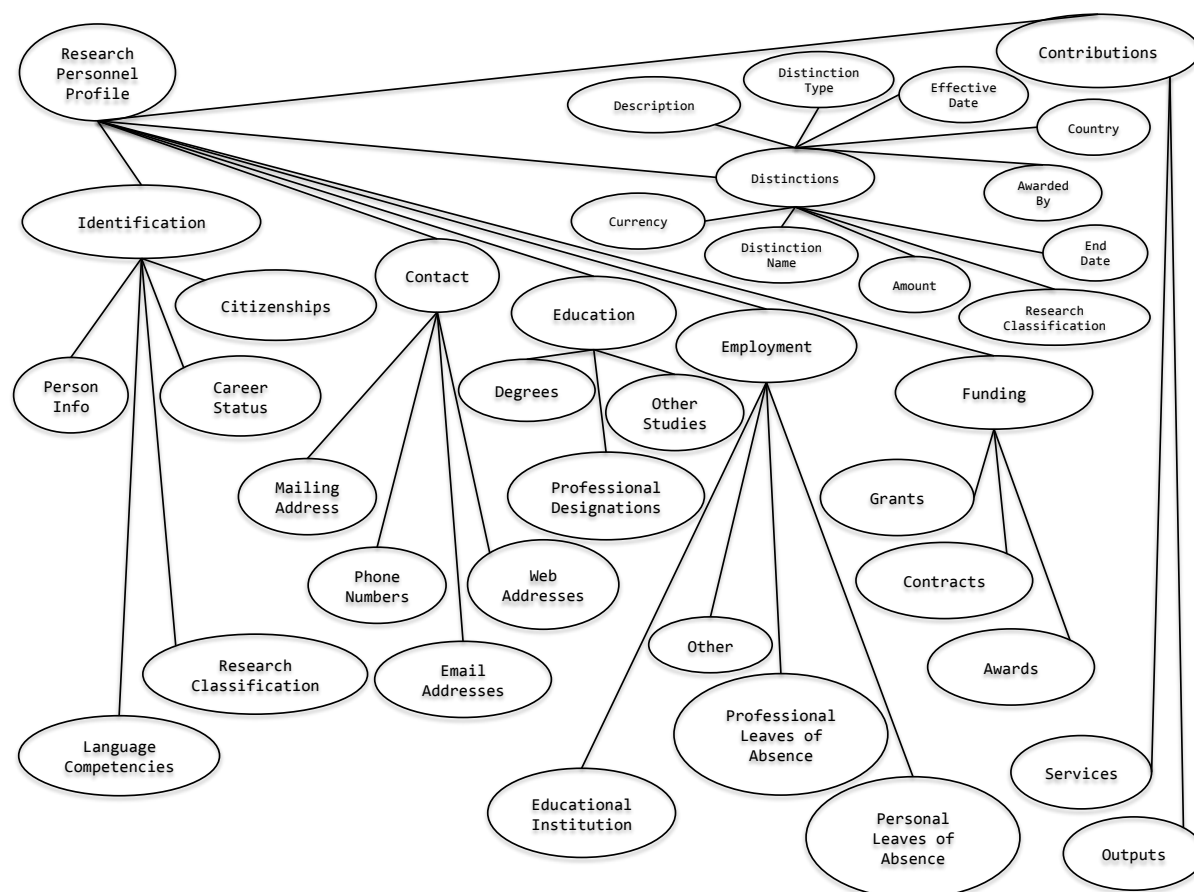 Research
Personnel
Profile
Contributions
Distinction
Type
Effective
Date
Description
Country
Distinctions
Awarded
By
Identification
Currency
Distinction
Name
End
Date
Contact
Amount
Citizenships
Education
Research
Classification
Employment
Person
Info
Career
Status
Degrees
Other
Studies
Funding
Mailing
Address
Professional
Designations
Grants
Phone
Numbers
Web
Addresses
Contracts
Other
Research
Classification
Email
Addresses
Awards
Professional
Leaves of
Absence
Language
Competencies
Services
Educational
Institution
Personal
Leaves of
Absence
Outputs